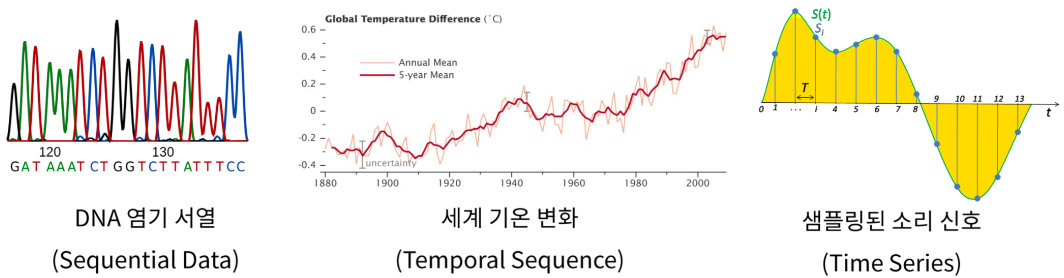 120 130
GATAAATCTGGTCTTATTTCC
DNA 염기 서열
(Sequential Data)
Global Temperature Difference (˚C)
0.6
0.4
0.2
0
-0.2
-0.4
Annual Mean
5-year Mean
uncertainty
1880 1900 1920 1940 1960 1980 2000
세계 기온 변화
(Temporal Sequence)
S(t)
Si
T
0 1 ... i 4 5 6 7 8 9 10 11 12 13 t
샘플링된 소리 신호
(Time Series)